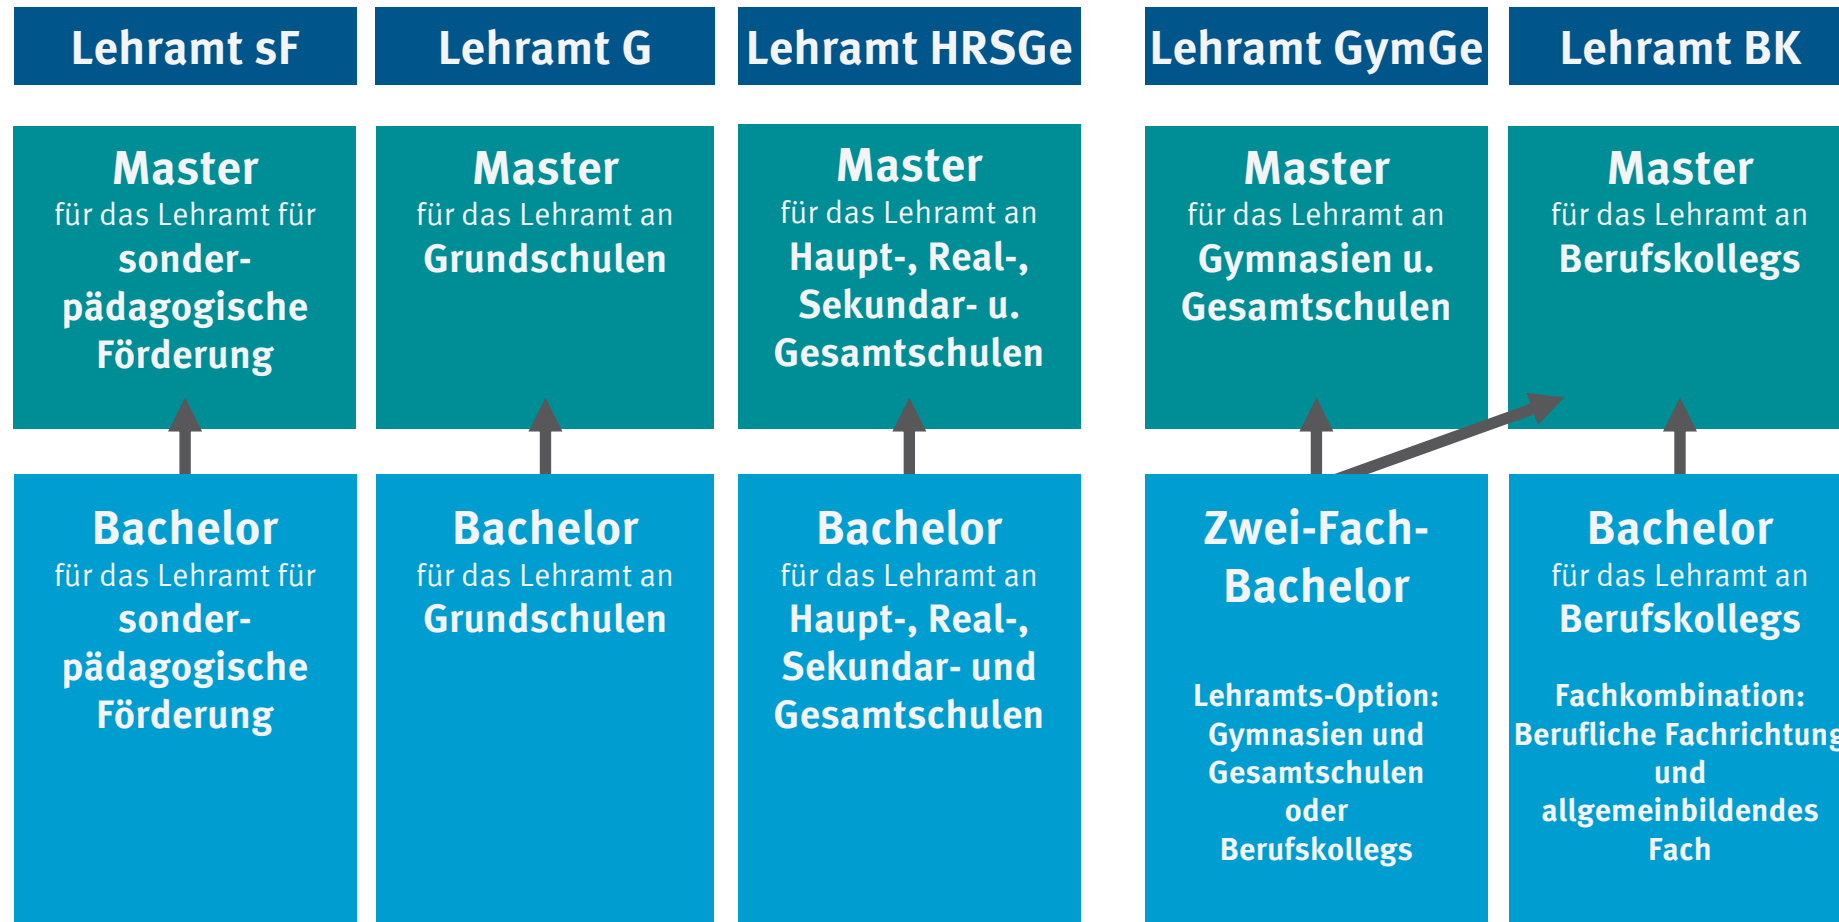 Lehramt sF
Lehramt G
Lehramt HRSGe
Lehramt GymGe
Lehramt BK
Master
für das Lehramt für
sonder-
pädagogische
Förderung
Master
für das Lehramt an
Grundschulen
Master
für das Lehramt an
Haupt-, Real-,
Sekundar- u.
Gesamtschulen
Master
für das Lehramt an
Gymnasien u.
Gesamtschulen
Master
für das Lehramt an
Berufskollegs
Bachelor
für das Lehramt für
sonder-
pädagogische
Förderung
Bachelor
für das Lehramt an
Grundschulen
Bachelor
für das Lehramt an
Haupt-, Real-,
Sekundar- und
Gesamtschulen
Zwei-Fach-
Bachelor
Lehramts-Option:
Gymnasien und
Gesamtschulen
oder
Berufskollegs
Bachelor
für das Lehramt an
Berufskollegs
Fachkombination:
Berufliche Fachrichtung
und
allgemeinbildendes
Fach